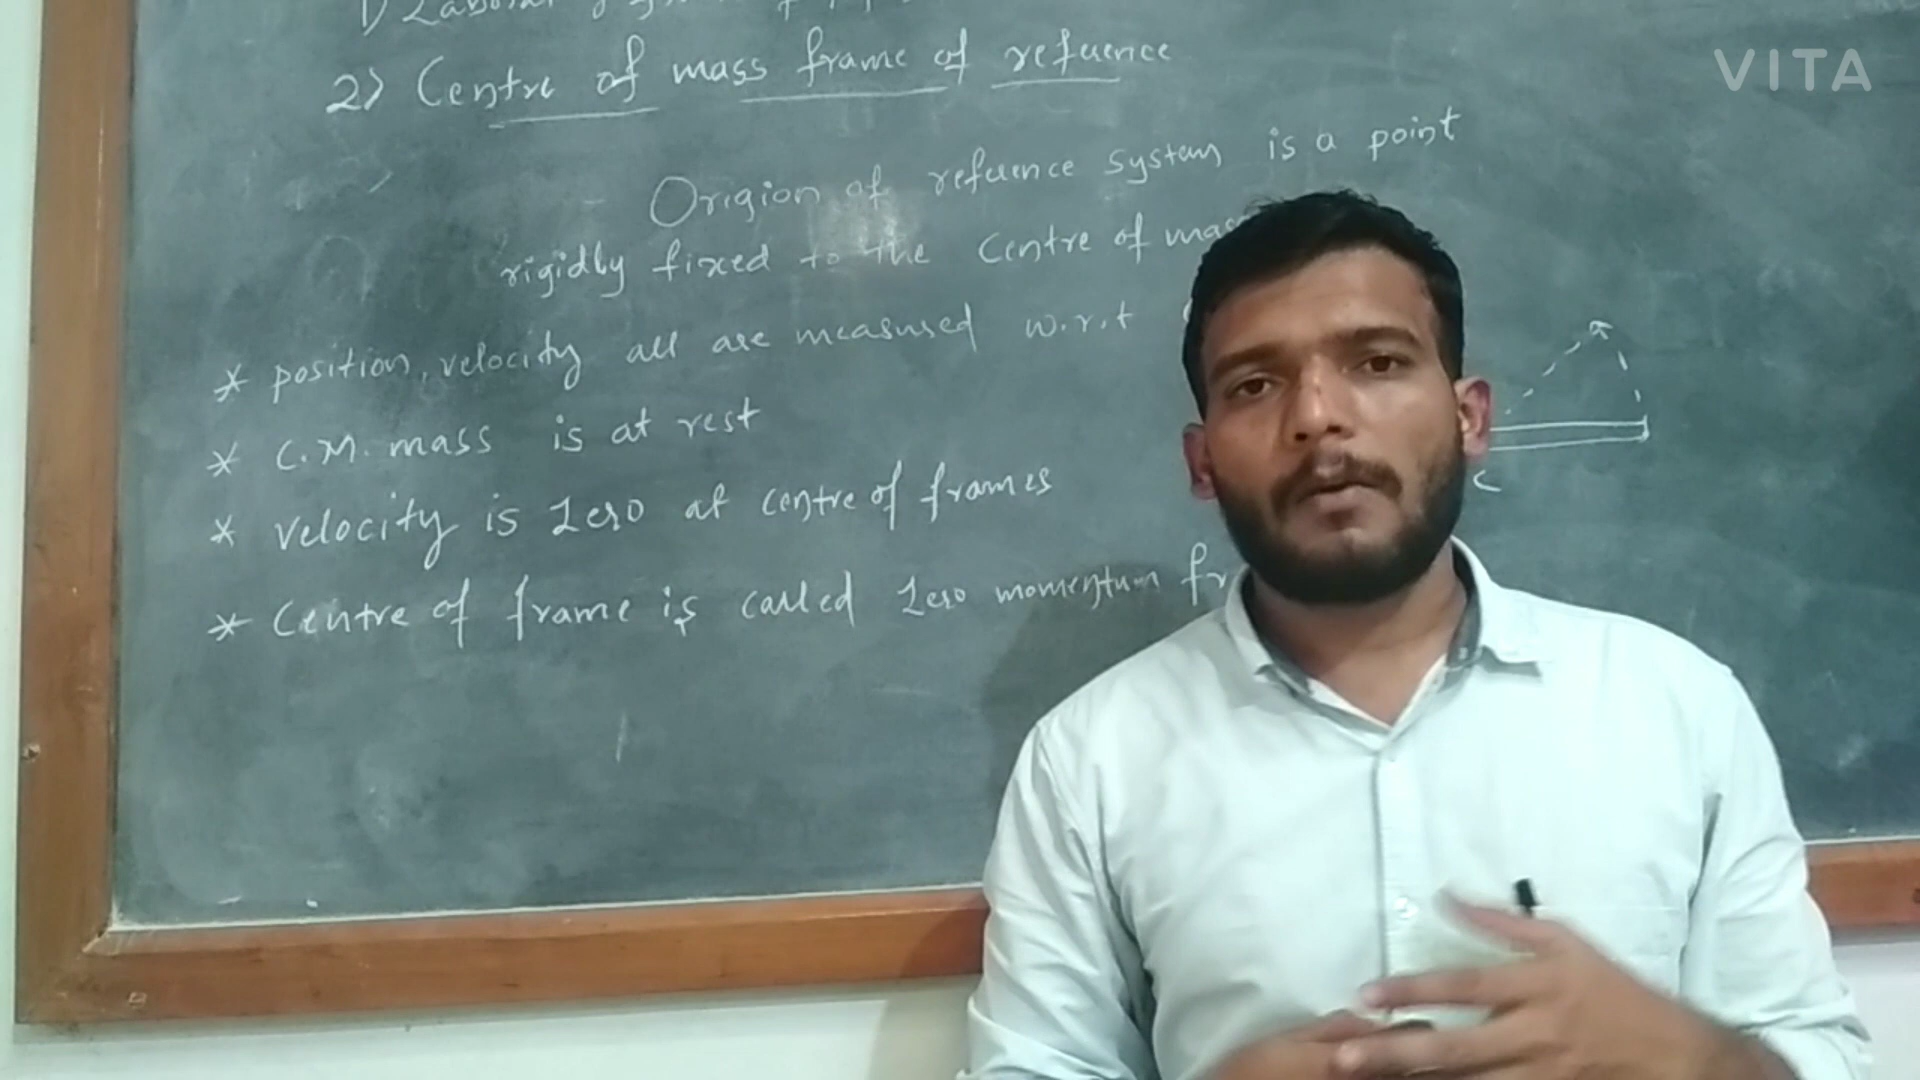 VITA
2) Centre of mass frame of refuence
Origion of refuence system is a point
rigidly fixed to the Centre of mass
* position, velocity all are measused w.r.t
* C.M. mass is at rest
* velocity is zero at centre of frames
* Centre of frame is called zero momentum fr
C